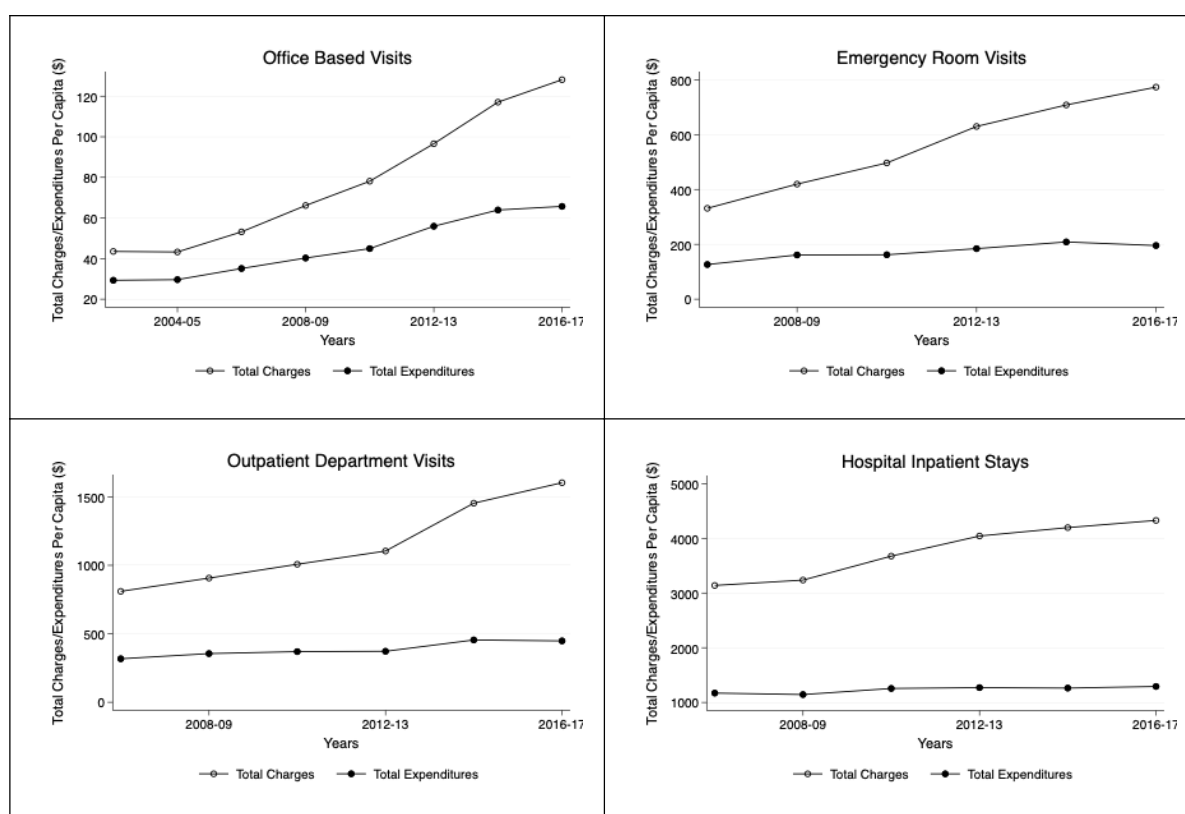 Office Based Visits
Total Charges/Expenditures Per Capita ($)
120
100
80
60
40
20
2004-05 2008-09 2012-13 2016-17
Years
Total Charges Total Expenditures
Emergency Room Visits
Total Charges/Expenditures Per Capita ($)
800
600
400
200
0
2008-09 2012-13 2016-17
Years
Total Charges Total Expenditures
Outpatient Department Visits
Total Charges/Expenditures Per Capita ($)
1500
1000
500
0
2008-09 2012-13 2016-17
Years
Total Charges Total Expenditures
Hospital Inpatient Stays
Total Charges/Expenditures Per Capita ($)
5000
4000
3000
2000
1000
2008-09 2012-13 2016-17
Years
Total Charges Total Expenditures